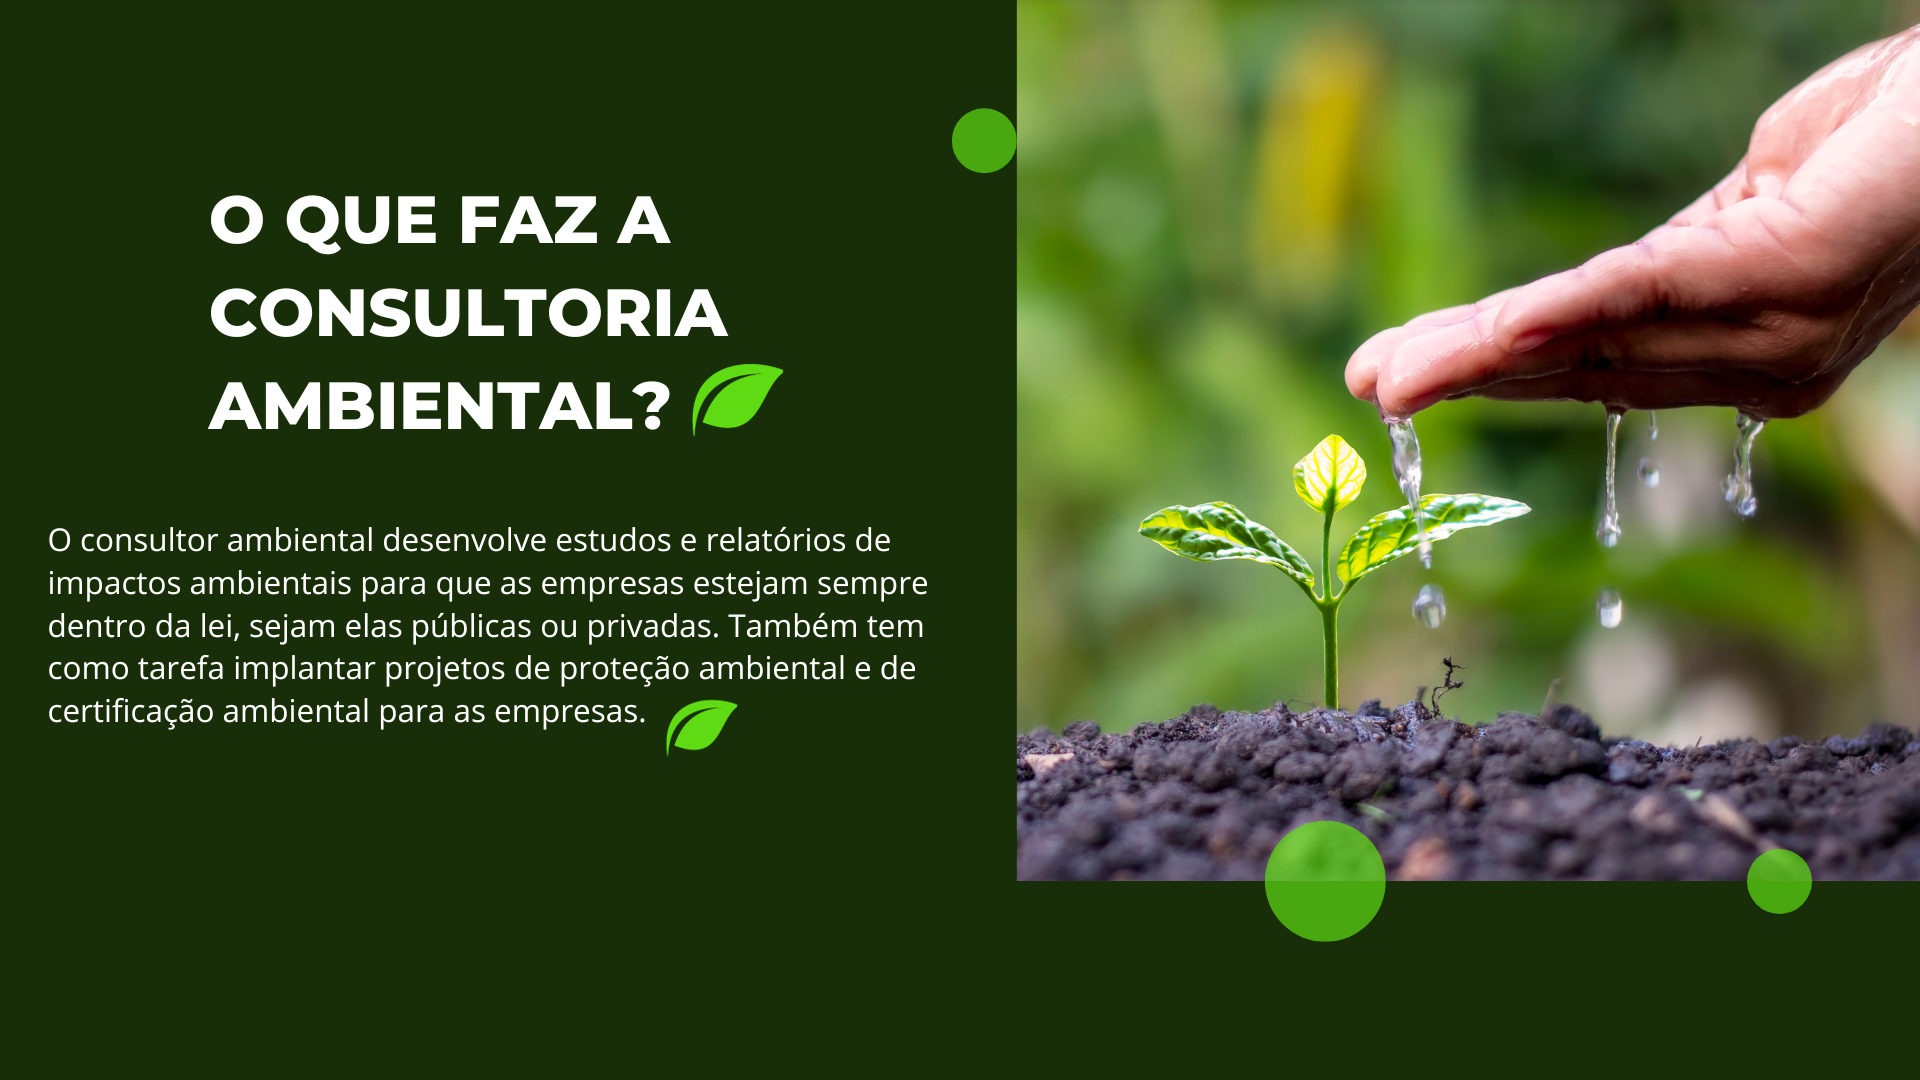 O QUE FAZ A
CONSULTORIA
AMBIENTAL?
O consultor ambiental desenvolve estudos e relatórios de
impactos ambientais para que as empresas estejam sempre
dentro da lei, sejam elas públicas ou privadas. Também tem
como tarefa implantar projetos de proteção ambiental e de
certificação ambiental para as empresas.